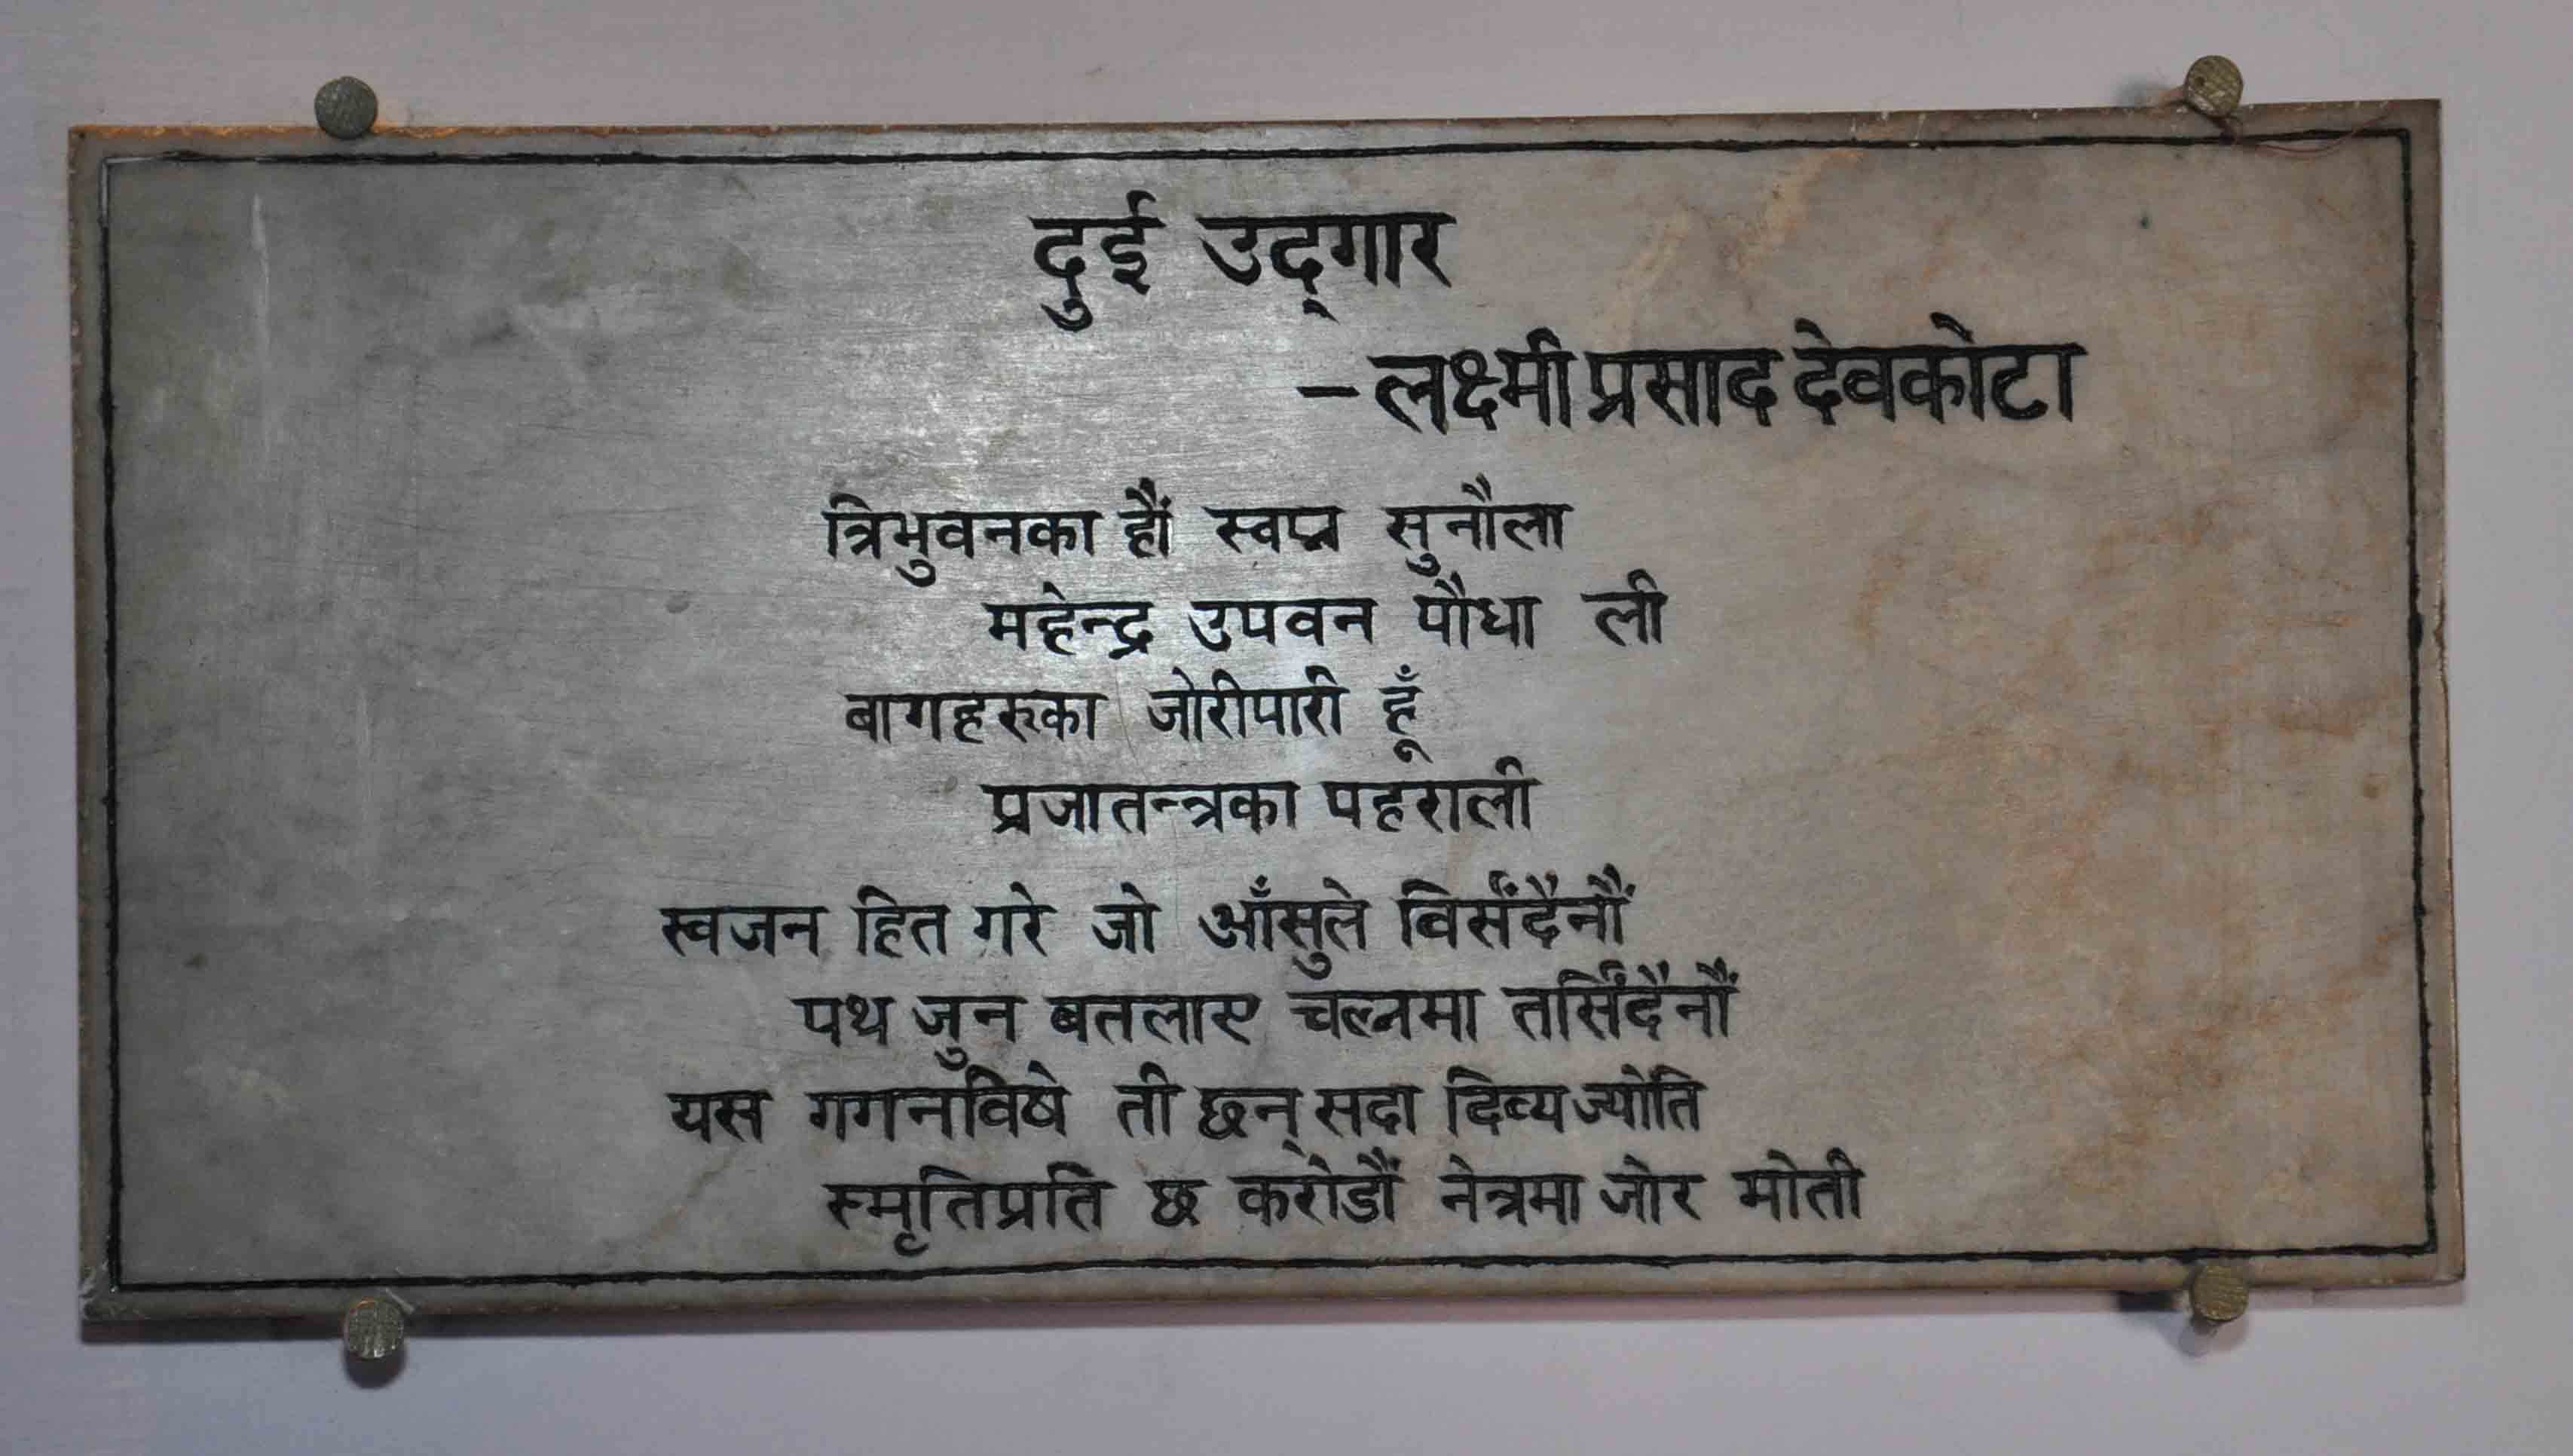 दुई उद्‌गार
- लक्ष्मीप्रसाद देवकोटा
त्रिभुवनका हौं स्वप्न सुनौला
महेन्द्र उपवन पौधा ली
बागहरुका जोरीपारी हूँ
प्रजातन्त्रका पहराली
स्वजन हित गरे जो आँसुले विर्संदैनौं
पथ जुन बतलाए चल्नमा तर्सिंदैनौं
यस गगनविषे ती छन् सदा दिव्य ज्योति
स्मृतिप्रति छ करोडौं नेत्रमा जोर मोती